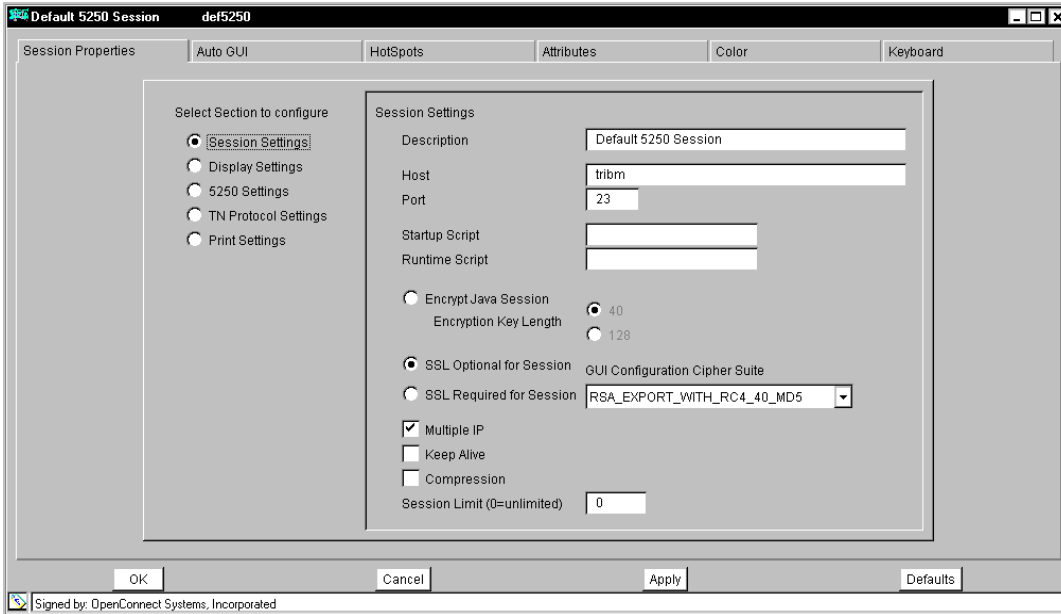 Default 5250 Session def5250
Session Properties Auto GUI HotSpots Attributes Color Keyboard
Select Section to configure
Session Settings
Display Settings
5250 Settings
TN Protocol Settings
Print Settings
Session Settings
Description Default 5250 Session
Host tribm
Port 23
Startup Script
Runtime Script
Encrypt Java Session
Encryption Key Length 40
128
SSL Optional for Session GUI Configuration Cipher Suite
SSL Required for Session RSA_EXPORT_WITH_RC4_40_MD5
Multiple IP
Keep Alive
Compression
Session Limit (0=unlimited) 0
OK Cancel Apply Defaults
Signed by: OpenConnect Systems, Incorporated